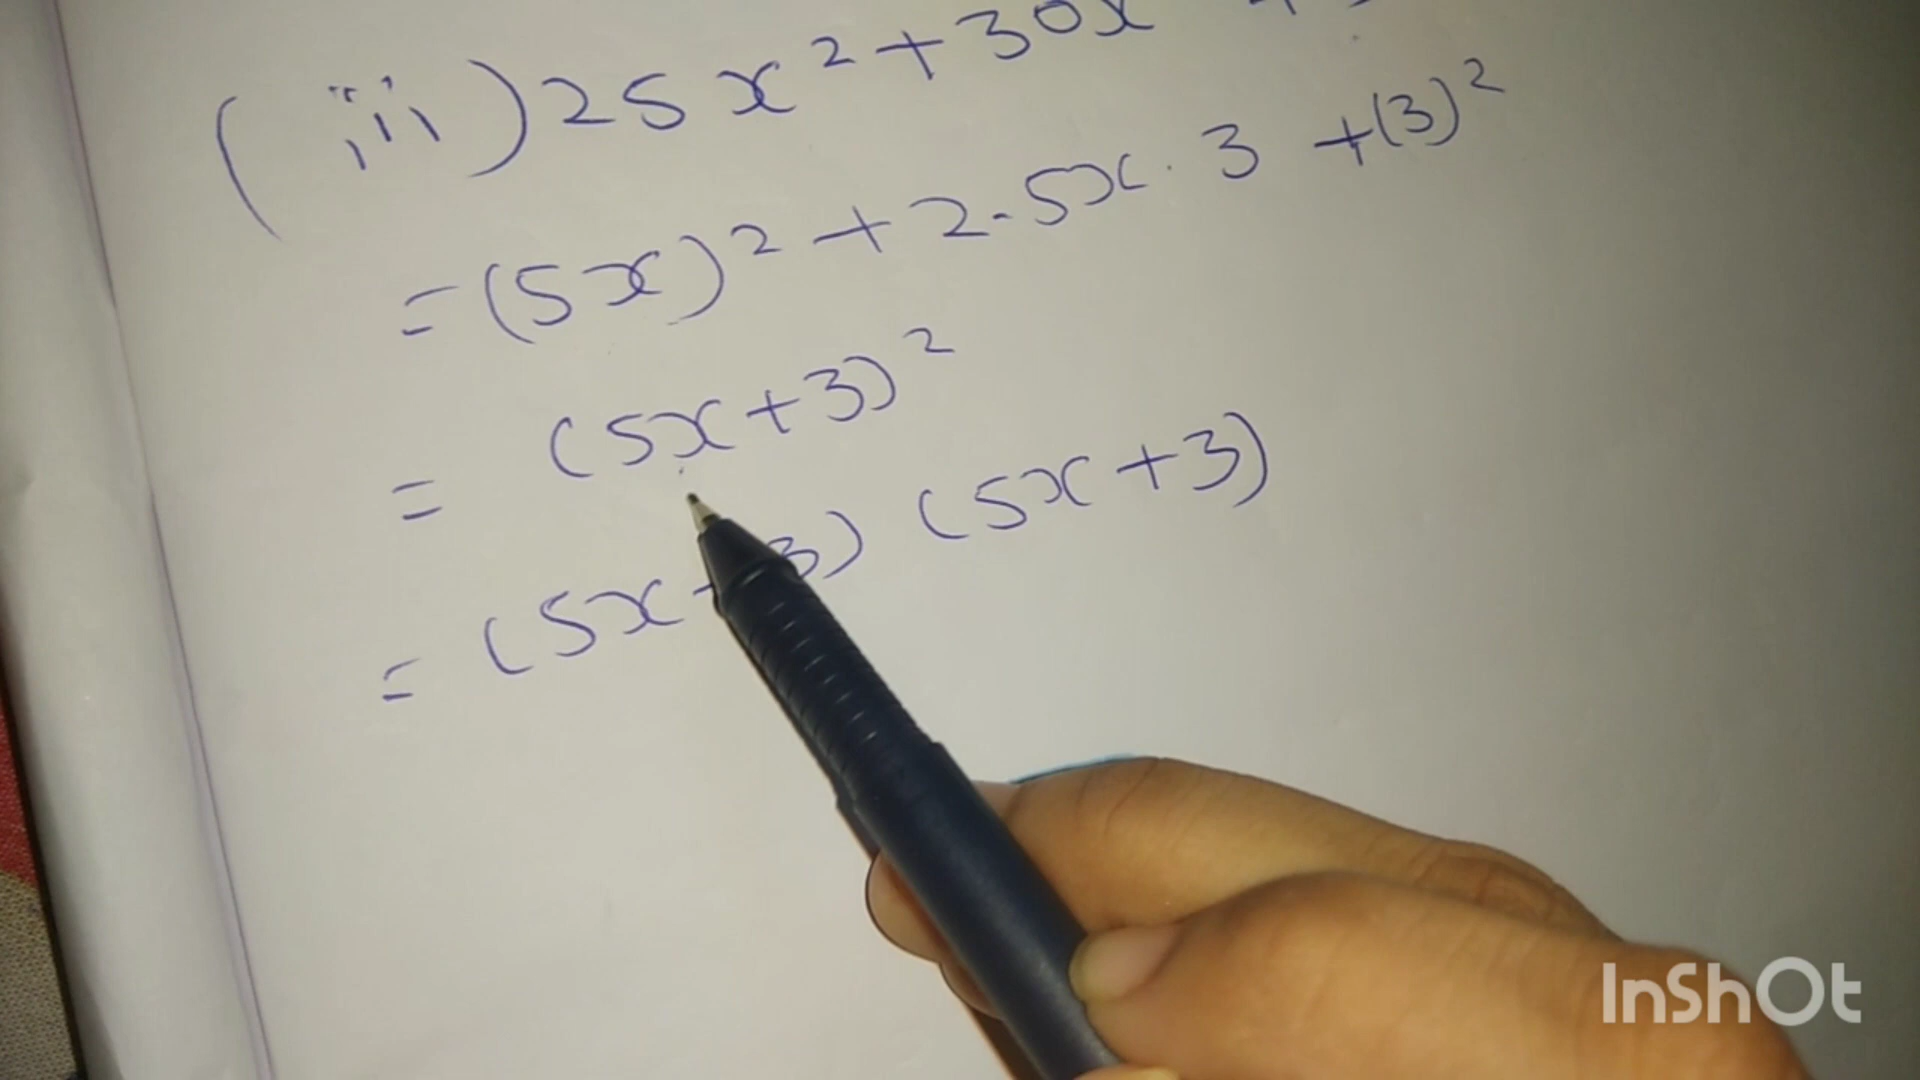 (iii) 25x² + 30x +
= (5x)² + 2·5x·3 + (3)²
= (5x+3)²
= (5x+3) (5x+3)
InShOt